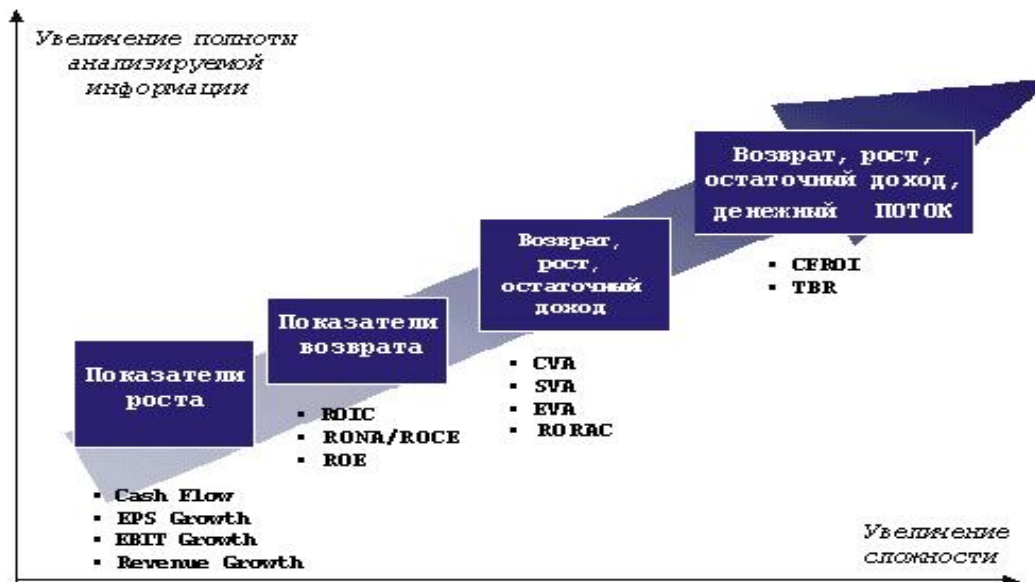 Увеличение полноты
анализируемой
информации
Возврат, рост,
остаточный доход,
денежный ПОТОК
▪ CFROI
▪ TBR
Возврат,
рост,
остаточный
доход
▪ CVA
▪ SVA
▪ EVA
▪ RORAC
Показатели
возврата
▪ ROIC
▪ RONA/ROCE
▪ ROE
Показатели
роста
▪ Cash Flow
▪ EPS Growth
▪ EBIT Growth
▪ Revenue Growth
Увеличение
сложности